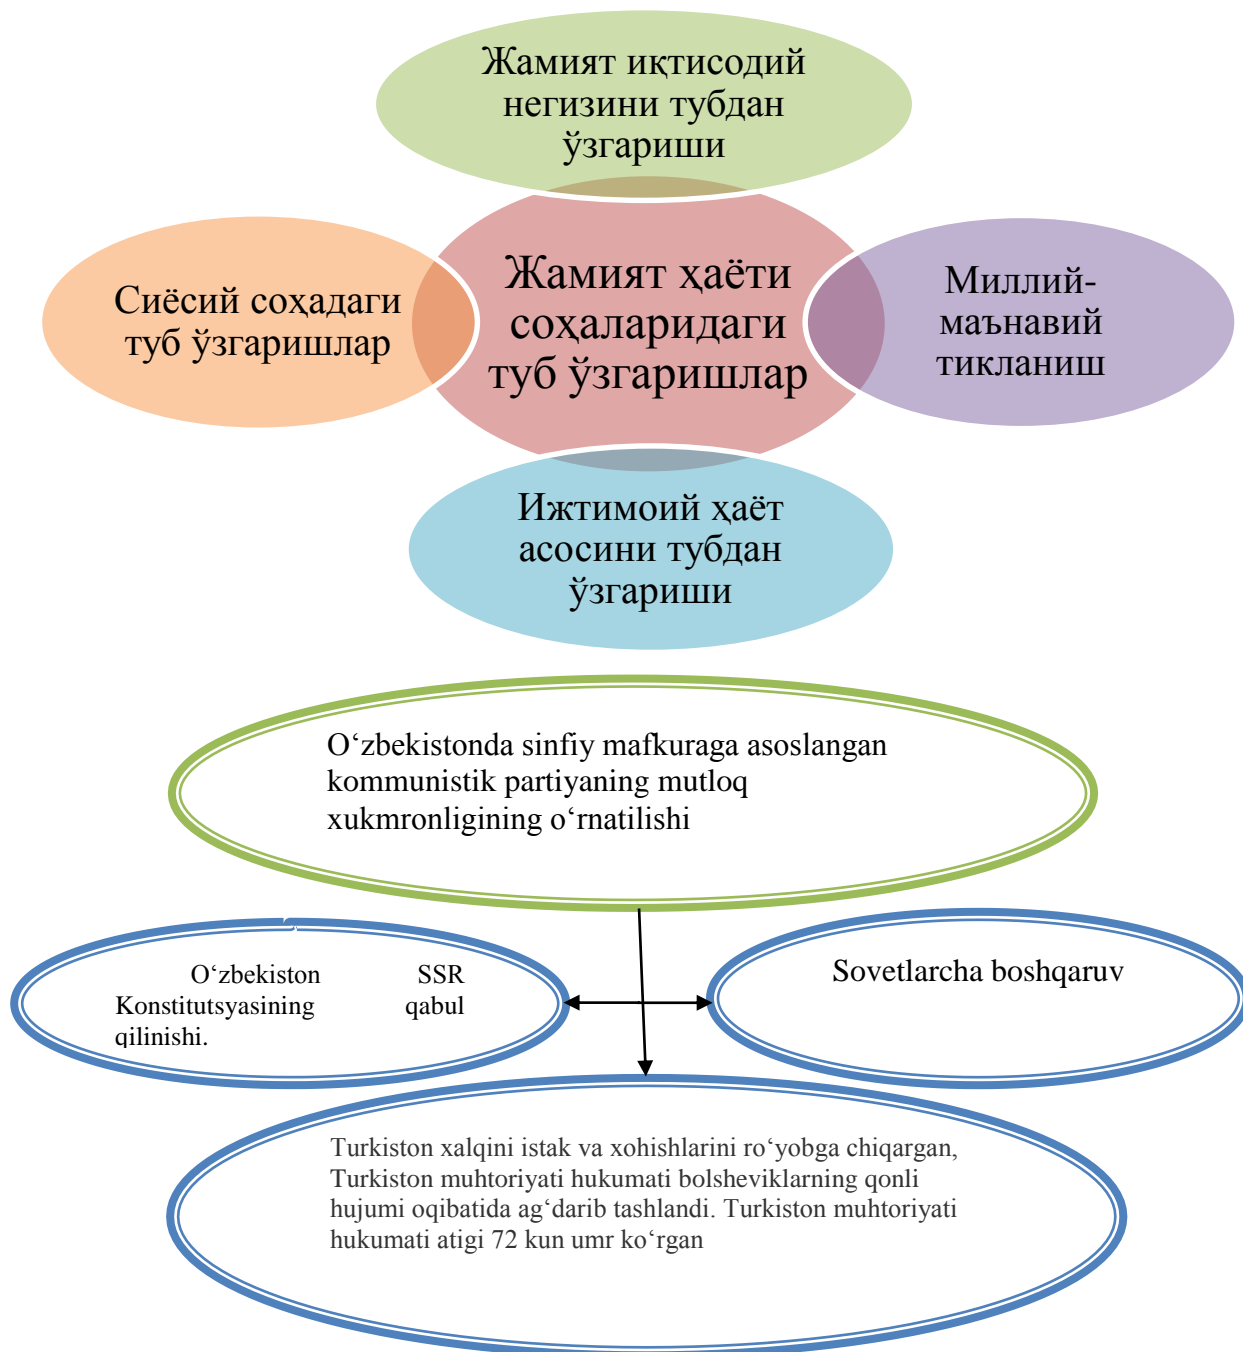 Жамият иқтисодий
негизини тубдан
ўзгариши
Сиёсий соҳадаги
туб ўзгаришлар
Жамият ҳаёти
соҳаларидаги
туб ўзгаришлар
Миллий-
маънавий
тикланиш
Ижтимоий ҳаёт
асосини тубдан
ўзгариши
O‘zbekistonda sinfiy mafkuraga asoslangan
kommunistik partiyaning mutloq
xukmronligining o‘rnatilishi
O‘zbekiston SSR
Konstitutsyasining qabul
qilinishi.
Sovetlarcha boshqaruv
Turkiston xalqini istak va xohishlarini ro‘yobga chiqargan,
Turkiston muhtoriyati hukumati bolsheviklarning qonli
hujumi oqibatida ag‘darib tashlandi. Turkiston muhtoriyati
hukumati atigi 72 kun umr ko‘rgan